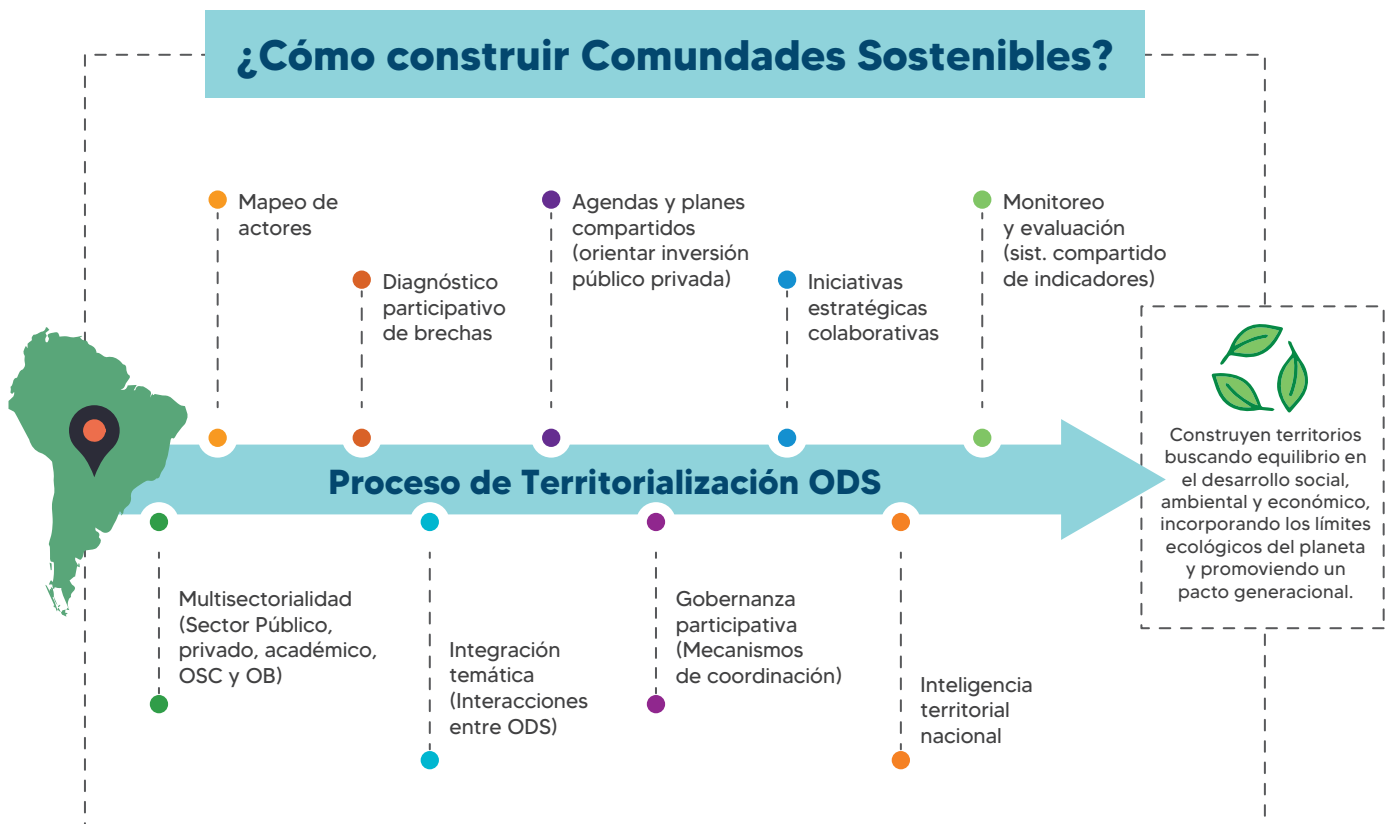 ¿Cómo construir Comundades Sostenibles?
Mapeo de
actores
Diagnóstico
participativo
de brechas
Agendas y planes
compartidos
(orientar inversión
público privada)
Iniciativas
estratégicas
colaborativas
Monitoreo
y evaluación
(sist. compartido
de indicadores)
Proceso de Territorialización ODS
Construyen territorios
buscando equilibrio en
el desarrollo social,
ambiental y económico,
incorporando los límites
ecológicos del planeta
y promoviendo un
pacto generacional.
Multisectorialidad
(Sector Público,
privado, académico,
OSC y OB)
Integración
temática
(Interacciones
entre ODS)
Gobernanza
participativa
(Mecanismos
de coordinación)
Inteligencia
territorial
nacional